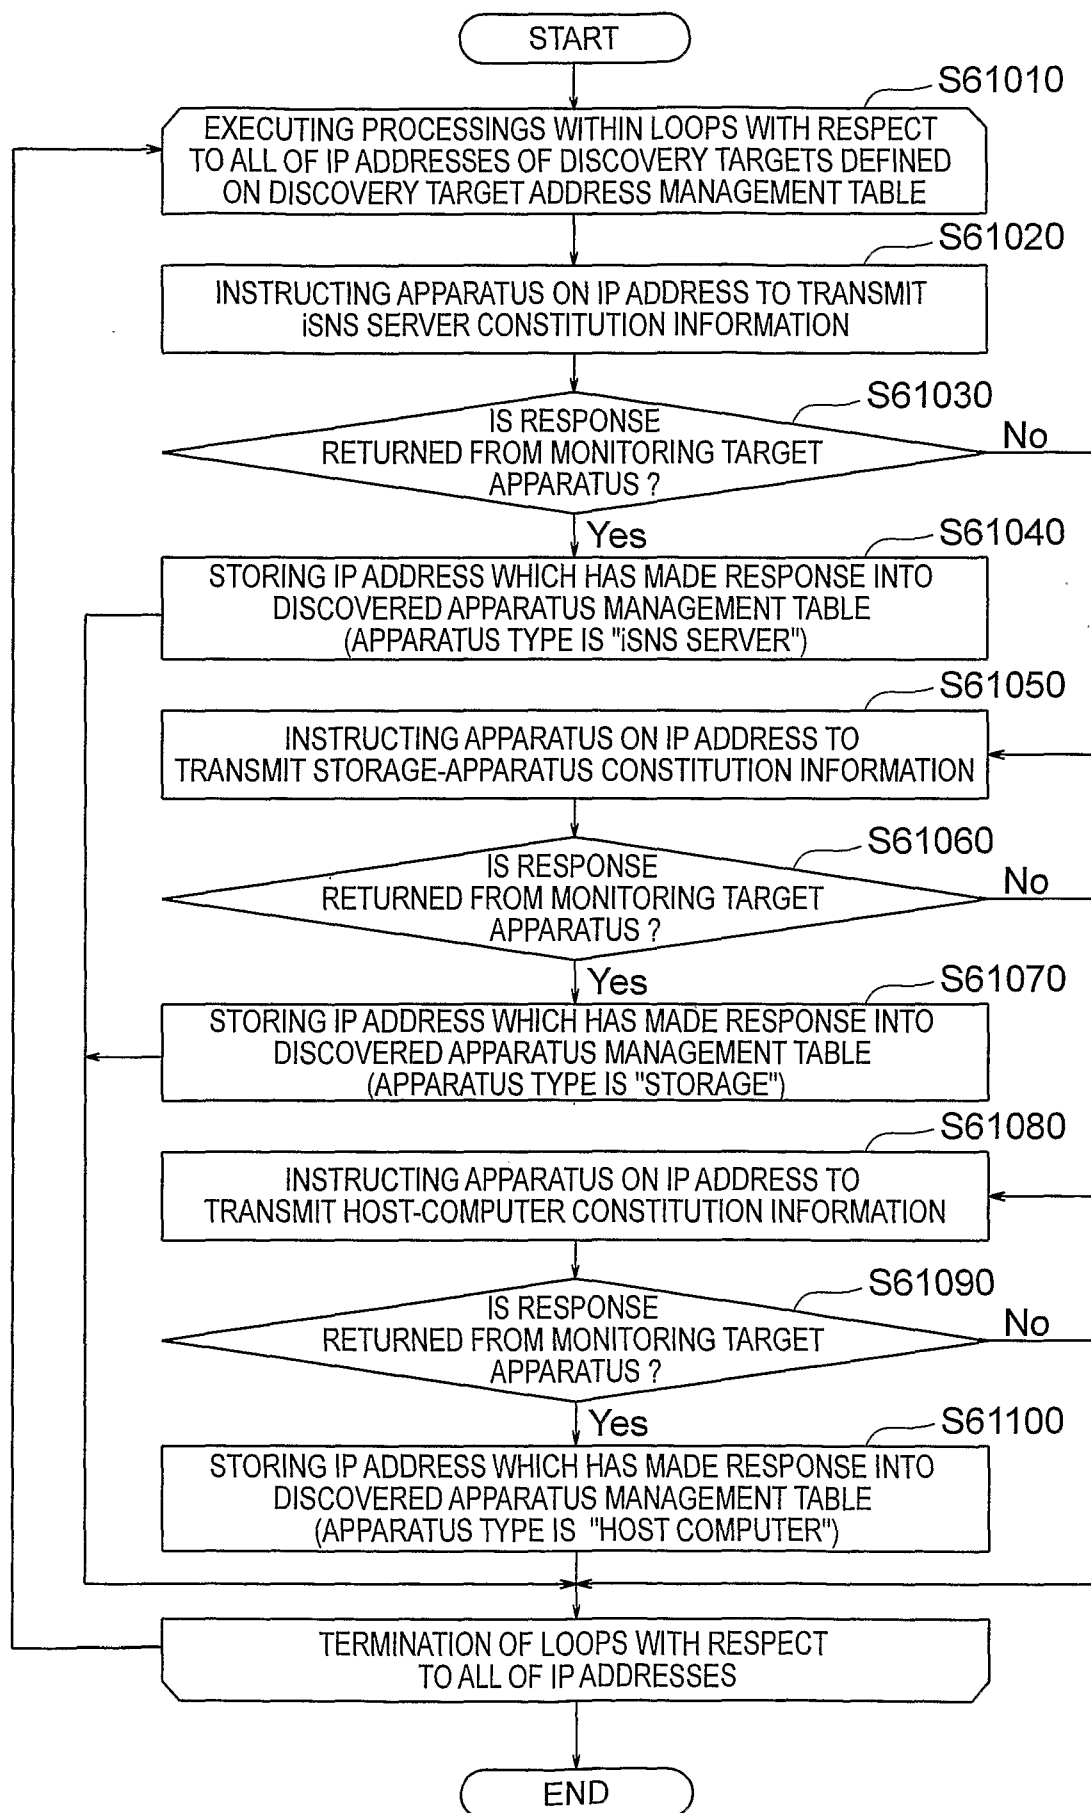 START
S61010
EXECUTING PROCESSINGS WITHIN LOOPS WITH RESPECT
TO ALL OF IP ADDRESSES OF DISCOVERY TARGETS DEFINED
ON DISCOVERY TARGET ADDRESS MANAGEMENT TABLE
S61020
INSTRUCTING APPARATUS ON IP ADDRESS TO TRANSMIT
iSNS SERVER CONSTITUTION INFORMATION
S61030
IS RESPONSE
RETURNED FROM MONITORING TARGET
APPARATUS ?
No
Yes
S61040
STORING IP ADDRESS WHICH HAS MADE RESPONSE INTO
DISCOVERED APPARATUS MANAGEMENT TABLE
(APPARATUS TYPE IS "iSNS SERVER")
S61050
INSTRUCTING APPARATUS ON IP ADDRESS TO
TRANSMIT STORAGE-APPARATUS CONSTITUTION INFORMATION
S61060
IS RESPONSE
RETURNED FROM MONITORING TARGET
APPARATUS ?
No
Yes
S61070
STORING IP ADDRESS WHICH HAS MADE RESPONSE INTO
DISCOVERED APPARATUS MANAGEMENT TABLE
(APPARATUS TYPE IS "STORAGE")
S61080
INSTRUCTING APPARATUS ON IP ADDRESS TO
TRANSMIT HOST-COMPUTER CONSTITUTION INFORMATION
S61090
IS RESPONSE
RETURNED FROM MONITORING TARGET
APPARATUS ?
No
Yes
S61100
STORING IP ADDRESS WHICH HAS MADE RESPONSE INTO
DISCOVERED APPARATUS MANAGEMENT TABLE
(APPARATUS TYPE IS "HOST COMPUTER")
TERMINATION OF LOOPS WITH RESPECT
TO ALL OF IP ADDRESSES
END